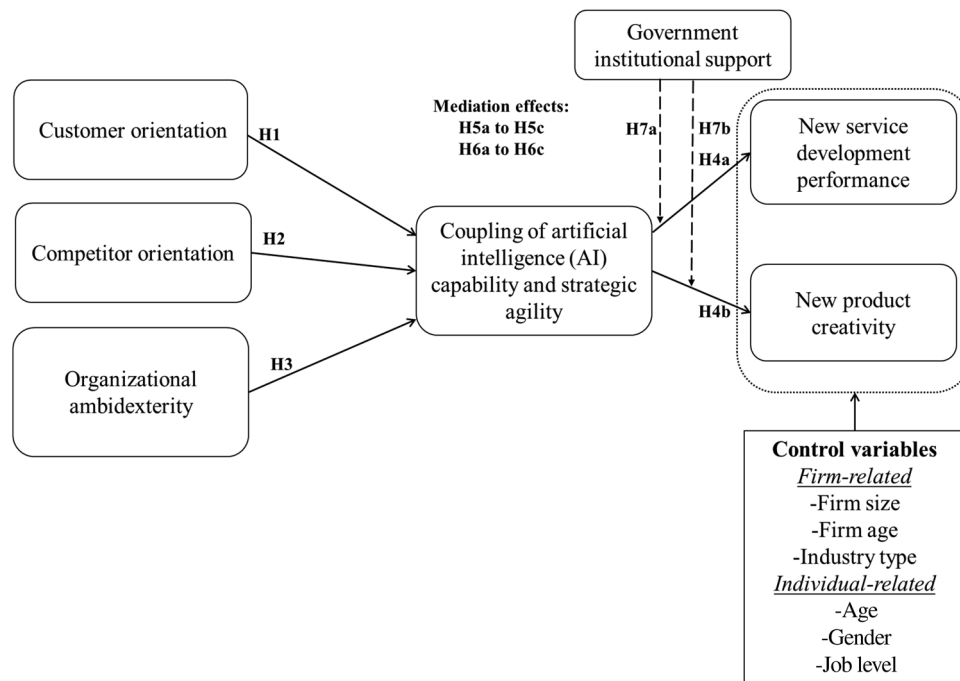 Government
institutional support
Customer orientation
H1
Mediation effects:
H5a to H5c
H6a to H6c
H7a
H7b
H4a
New service
development
performance
Competitor orientation
H2
Coupling of artificial
intelligence (AI)
capability and strategic
agility
New product
creativity
H4b
Organizational
ambidexterity
H3
Control variables
Firm-related
-Firm size
-Firm age
-Industry type
Individual-related
-Age
-Gender
-Job level